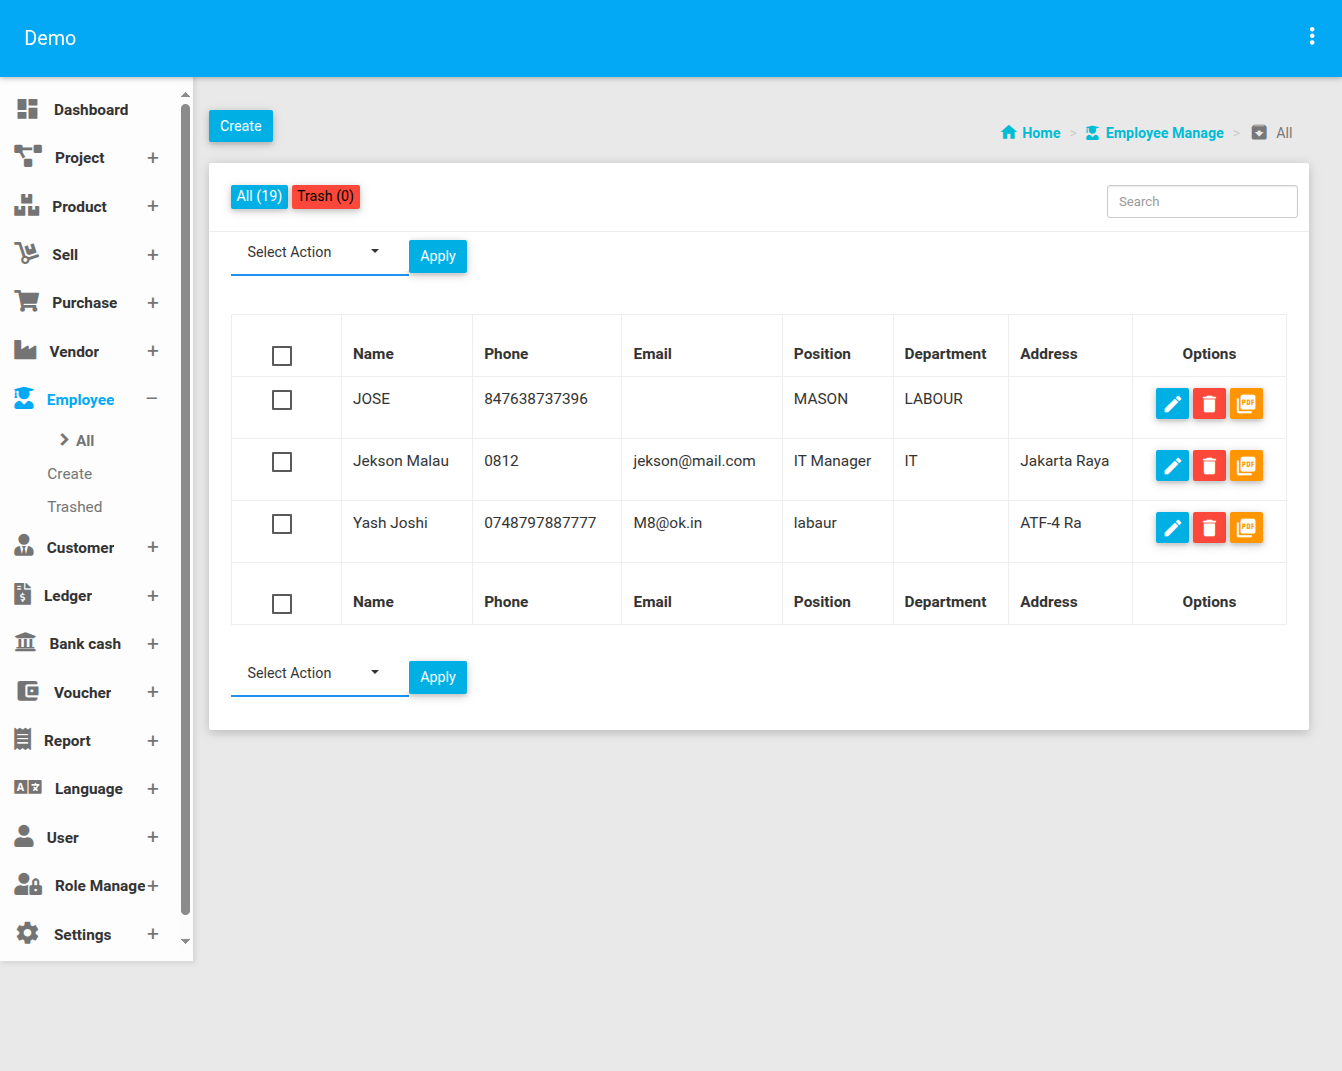 Demo
Dashboard
Project +
Product +
Sell +
Purchase +
Vendor +
Employee −
All
Create
Trashed
Customer +
Ledger +
Bank cash +
Voucher +
Report +
Language +
User +
Role Manage +
Settings +
Create
Home > Employee Manage > All
All (19) Trash (0)
Search
Select Action Apply
Name Phone Email Position Department Address Options
JOSE 847638737396 MASON LABOUR PDF
Jekson Malau 0812 jekson@mail.com IT Manager IT Jakarta Raya PDF
Yash Joshi 0748797887777 M8@ok.in labaur ATF-4 Ra PDF
Name Phone Email Position Department Address Options
Select Action Apply